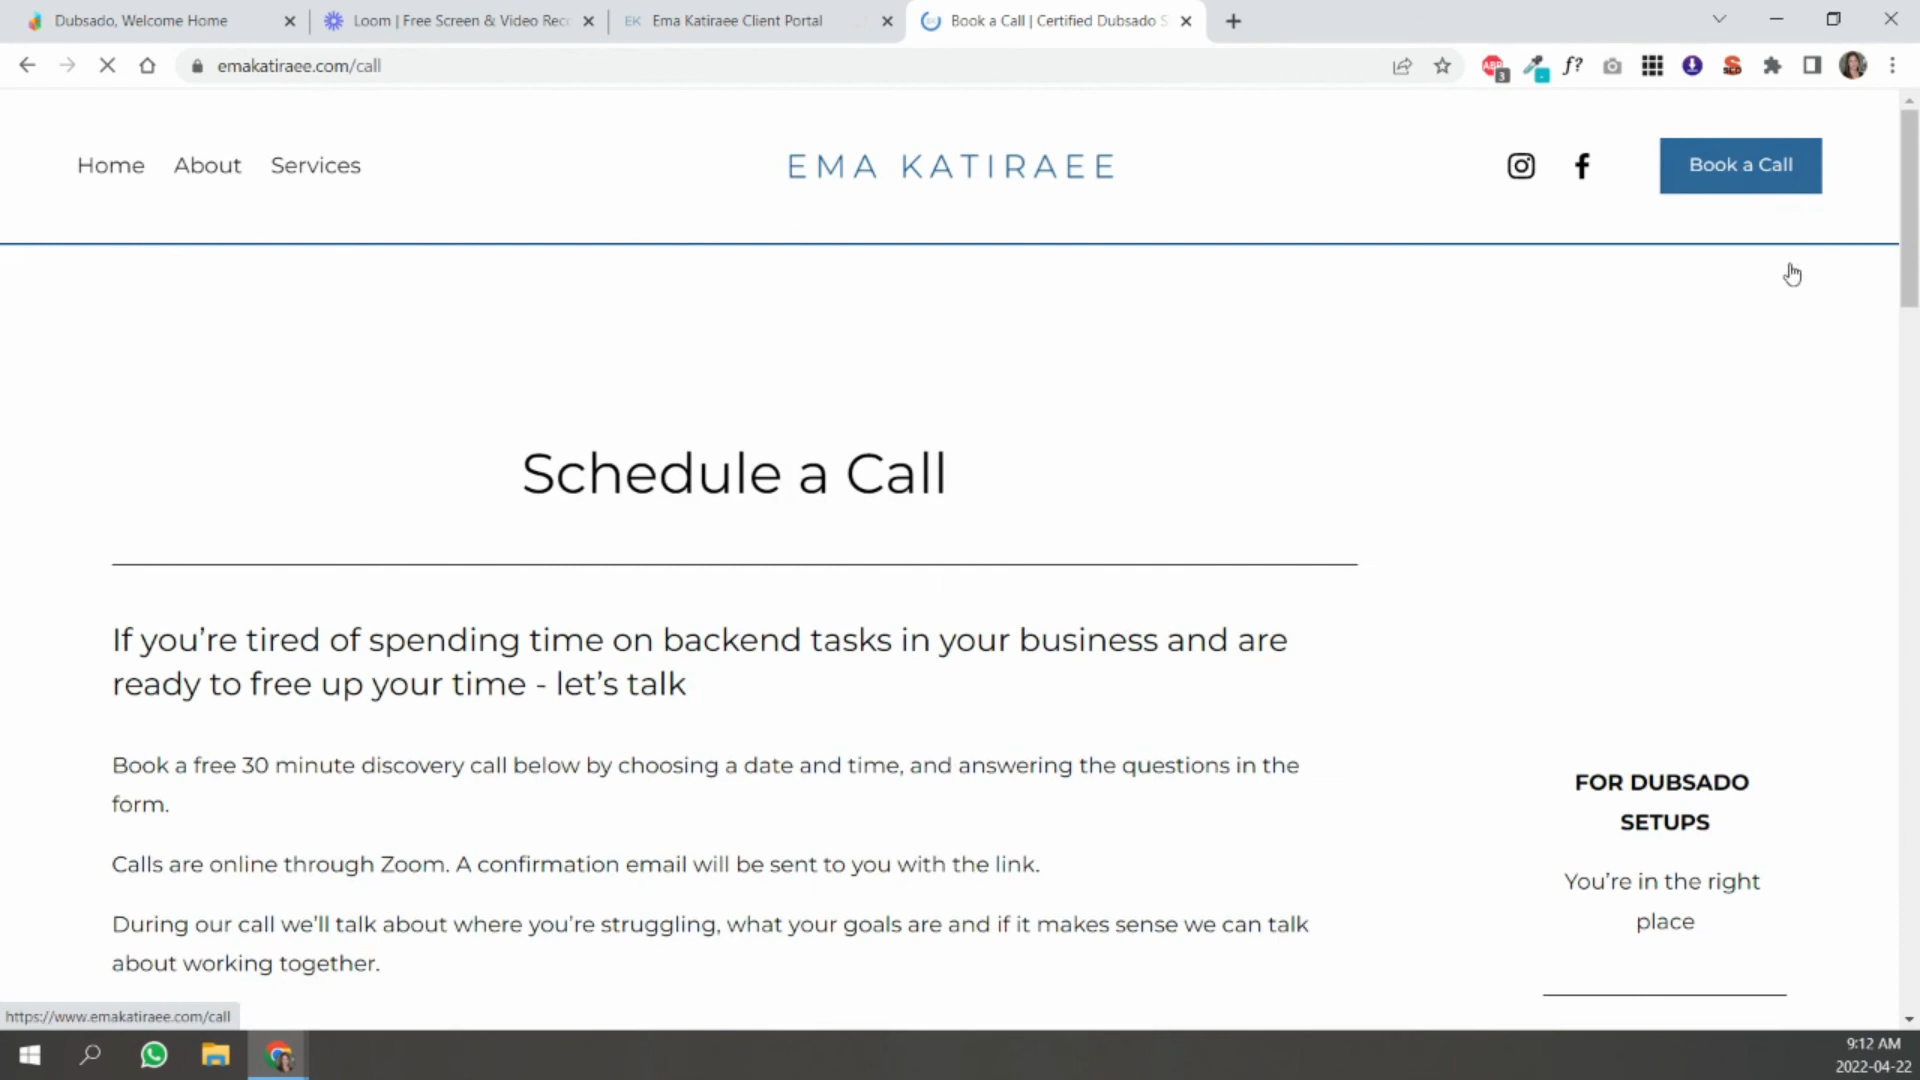 Dubsado, Welcome Home
Loom | Free Screen & Video Rec
EK Ema Katiraee Client Portal
Book a Call | Certified Dubsado S
emakatiraee.com/call
ABP 3
f?
Home About Services
EMA KATIRAEE
Book a Call
Schedule a Call
If you’re tired of spending time on backend tasks in your business and are
ready to free up your time - let’s talk
Book a free 30 minute discovery call below by choosing a date and time, and answering the questions in the
form.
Calls are online through Zoom. A confirmation email will be sent to you with the link.
During our call we’ll talk about where you’re struggling, what your goals are and if it makes sense we can talk
about working together.
FOR DUBSADO
SETUPS
You’re in the right
place
https://www.emakatiraee.com/call
9:12 AM
2022-04-22